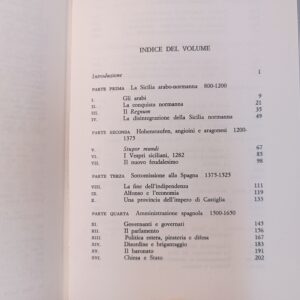 INDICE DEL VOLUME
Introduzione 1
PARTE PRIMA La Sicilia arabo-normanna 800-1200
I. Gli arabi 9
II. La conquista normanna 21
III. Il Regnum 35
IV. La disintegrazione della Sicilia normanna 49
PARTE SECONDA Hohenstaufen, angioini e aragonesi 1200-
1375
V. Stupor mundi 67
VI. I Vespri siciliani, 1282 85
VII. Il nuovo feudalesimo 98
PARTE TERZA Sottomissione alla Spagna 1375-1525
VIII. La fine dell'indipendenza 111
IX. Alfonso e l'economia 119
X. Una provincia dell'impero di Castiglia 131
PARTE QUARTA Amministrazione spagnola 1500-1650
XI. Governanti e governati 145
XII. Il parlamento 156
XIII. Politica estera, pirateria e difesa 167
XIV. Disordine e brigantaggio 183
XV. Il baronato 191
XVI. Chiesa e Stato 202